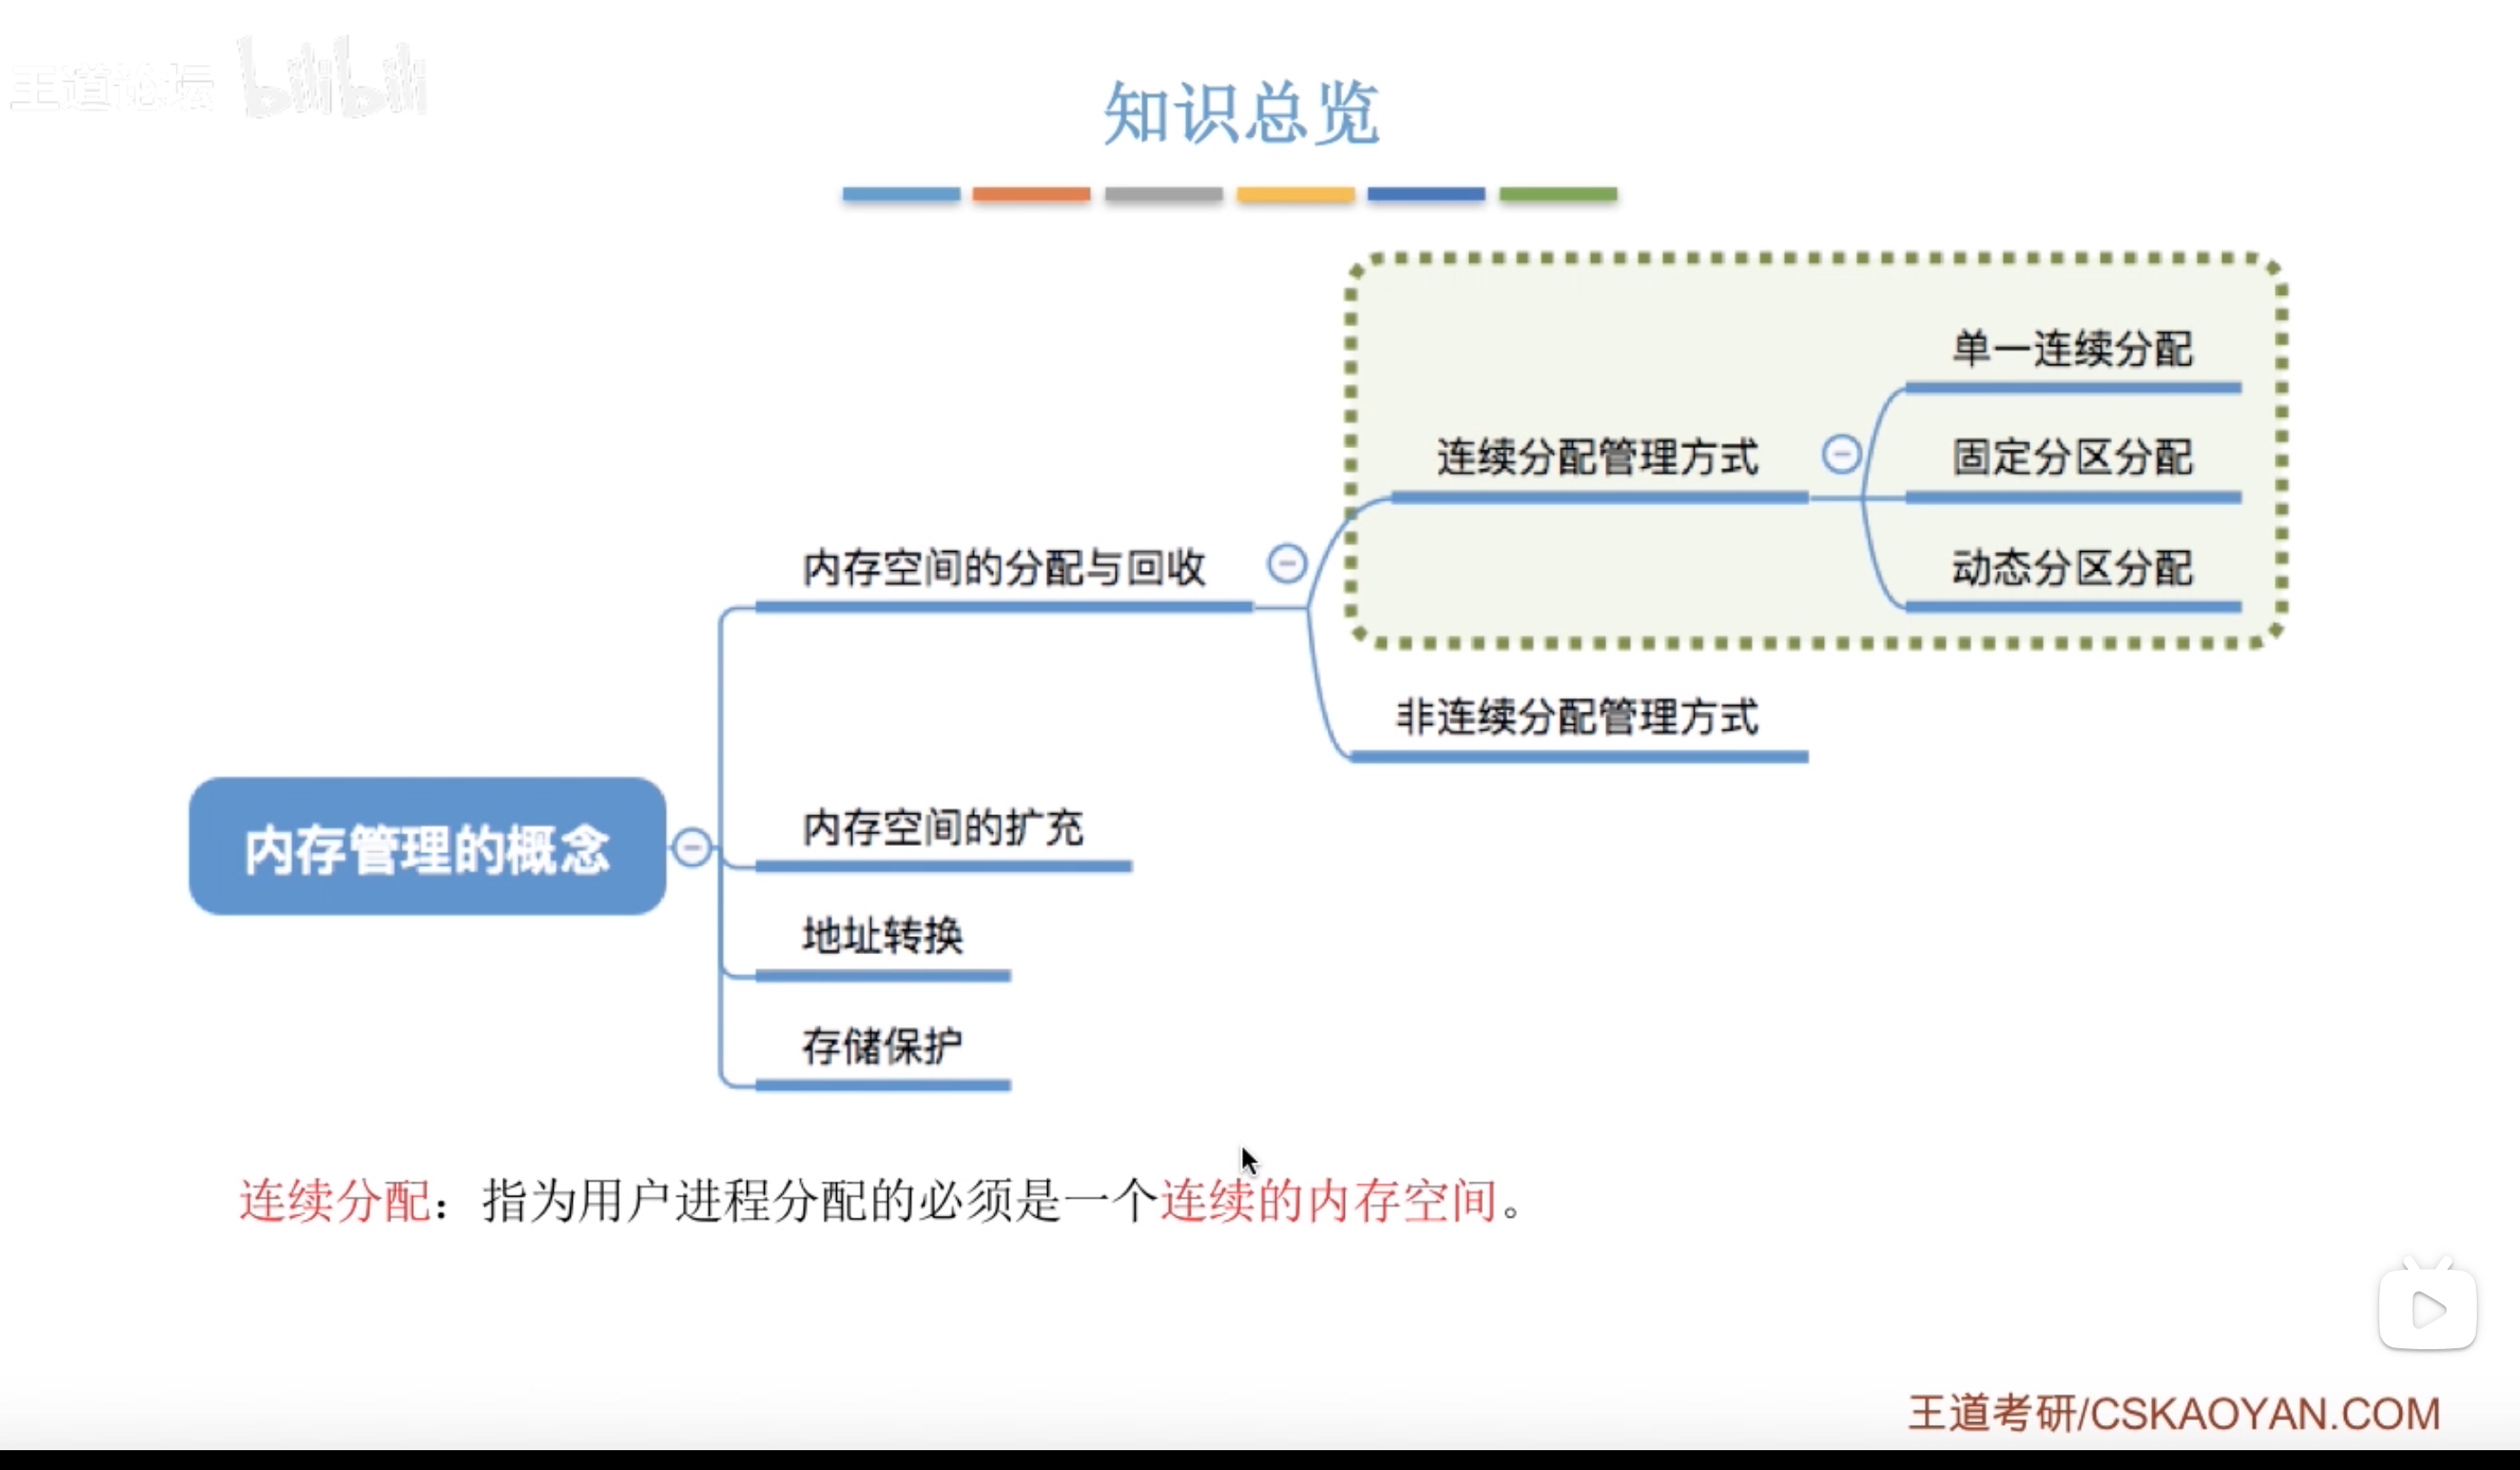 王道论坛 bilibili
知识总览
单一连续分配
连续分配管理方式
固定分区分配
内存空间的分配与回收
动态分区分配
非连续分配管理方式
内存管理的概念
内存空间的扩充
地址转换
存储保护
连续分配：指为用户进程分配的必须是一个连续的内存空间。
王道考研/CSKAOYAN.COM